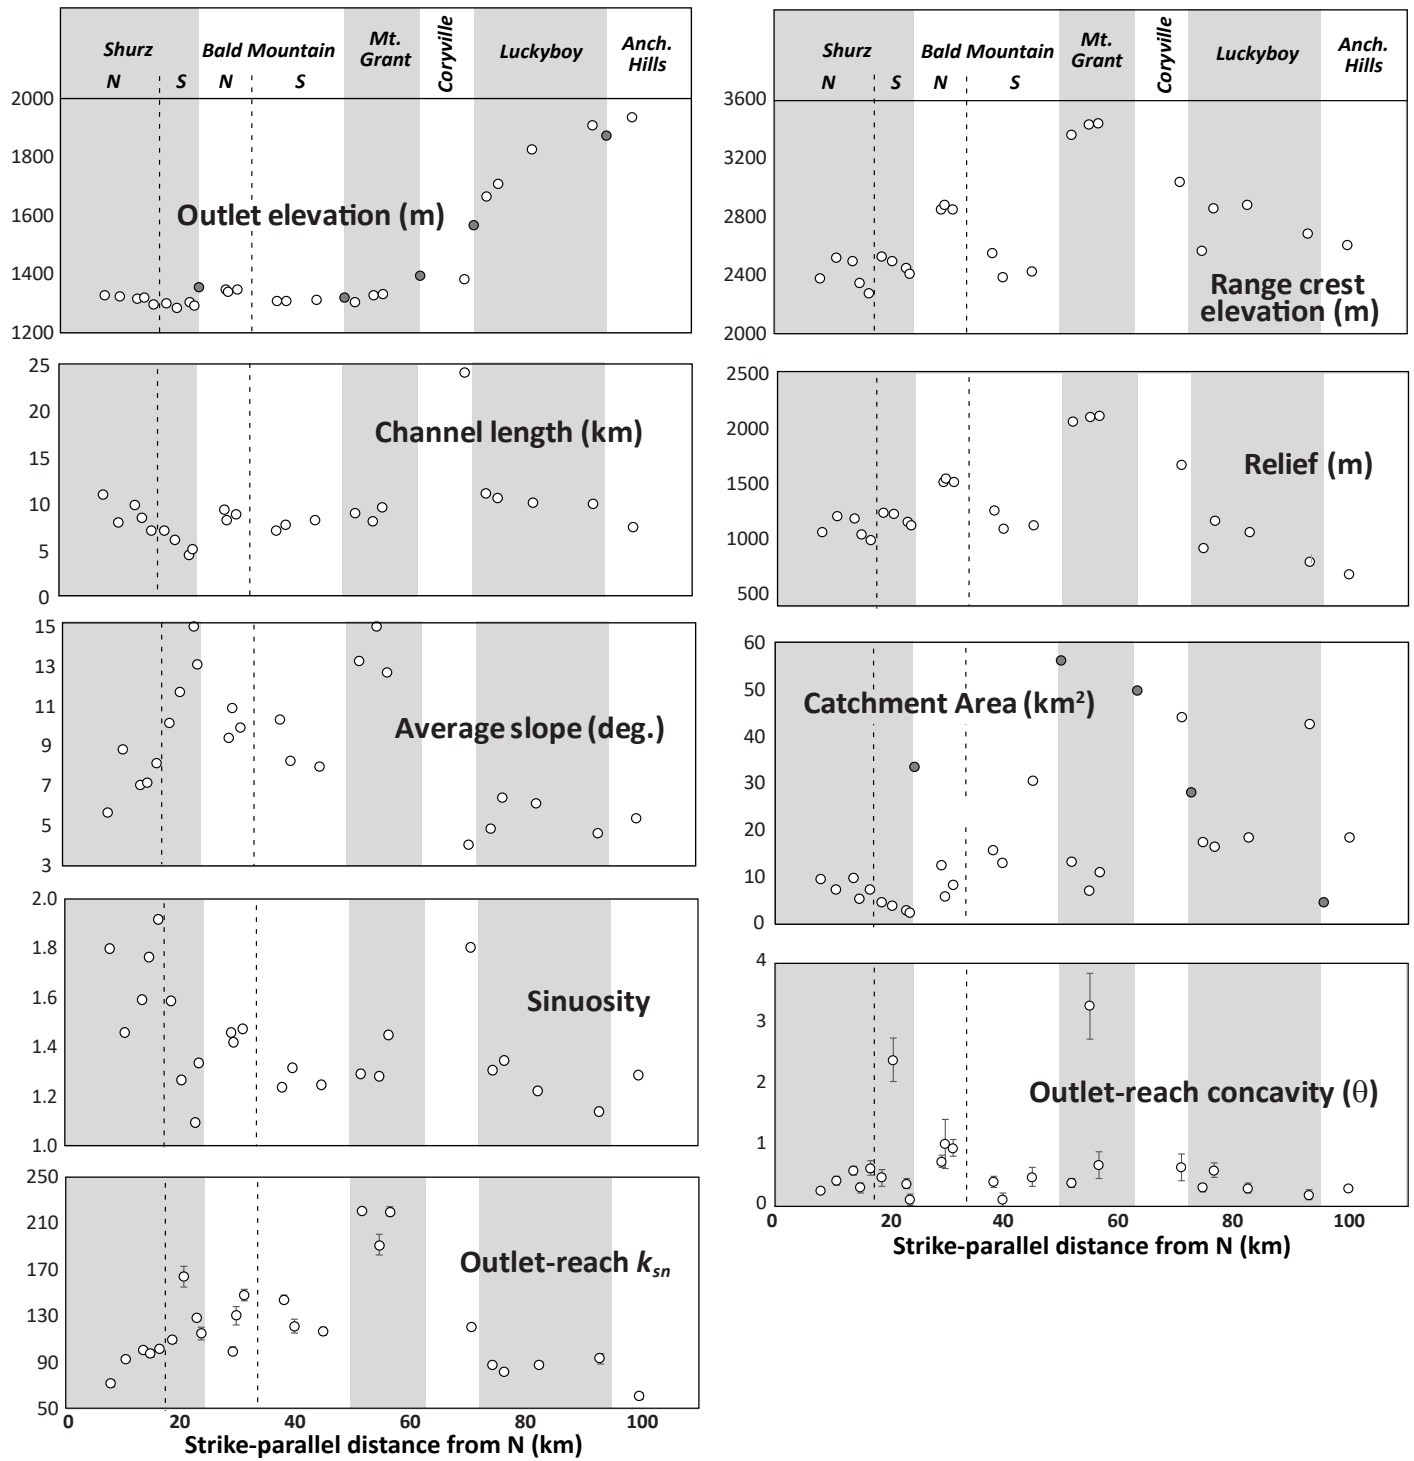 Shurz
Bald Mountain
Mt.
Grant
Coryville
Luckyboy
Anch.
Hills
N
S
N
S
2000
1800
1600
1400
1200
Outlet elevation (m)
25
20
15
10
5
0
Channel length (km)
15
13
11
9
7
5
3
Average slope (deg.)
2.0
1.8
1.6
1.4
1.2
1.0
Sinuosity
250
210
170
130
90
50
Outlet-reach ksn
0 20 40 60 80 100
Strike-parallel distance from N (km)
Shurz
Bald Mountain
Mt.
Grant
Coryville
Luckyboy
Anch.
Hills
N
S
N
S
3600
3200
2800
2400
2000
Range crest
elevation (m)
2500
2000
1500
1000
500
Relief (m)
60
50
40
30
20
10
0
Catchment Area (km²)
4
3
2
1
0
Outlet-reach concavity (θ)
0 20 40 60 80 100
Strike-parallel distance from N (km)